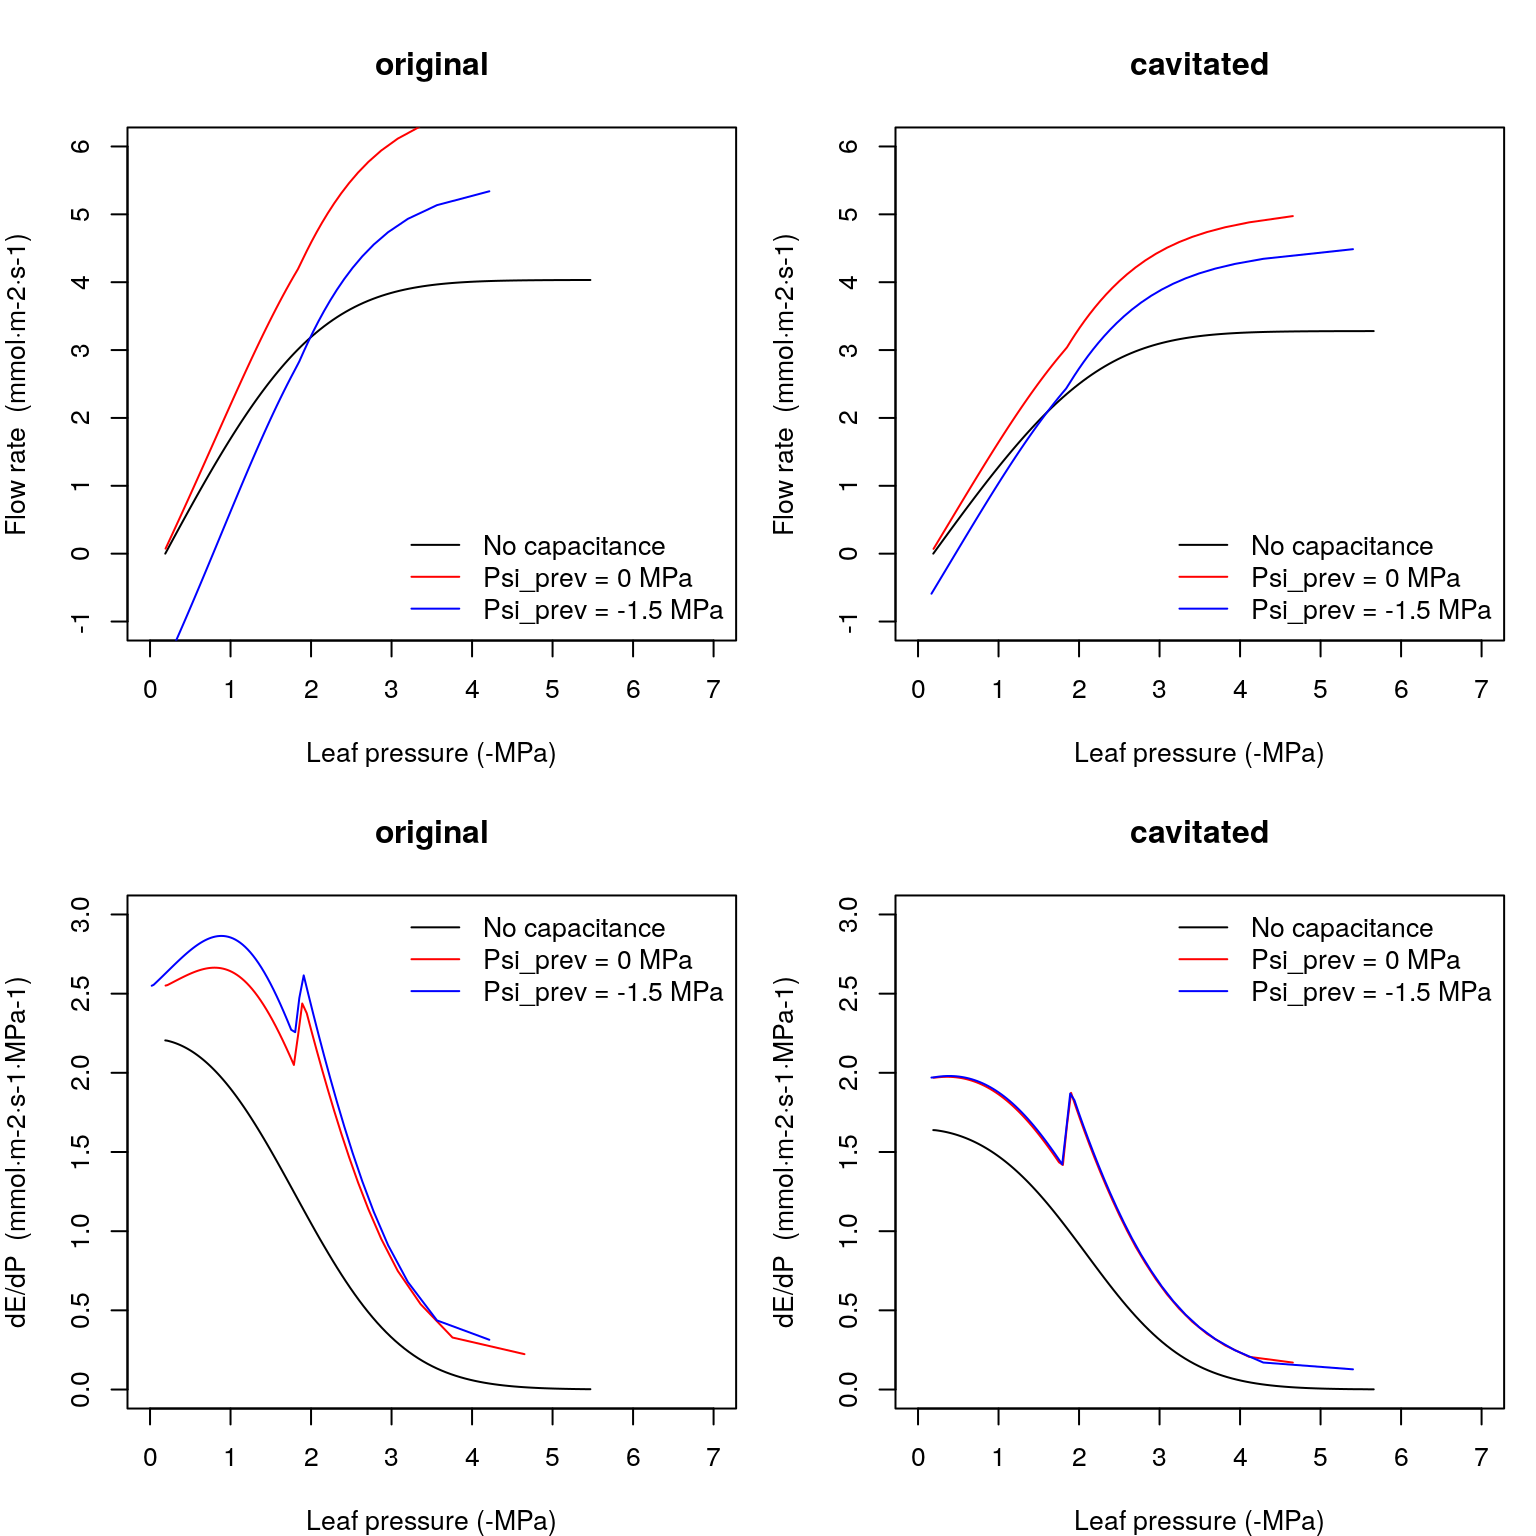 original
Flow rate  (mmol·m-2·s-1)
6
5
4
3
2
1
0
-1
No capacitance
Psi_prev = 0 MPa
Psi_prev = -1.5 MPa
0 1 2 3 4 5 6 7
Leaf pressure (-MPa)
cavitated
Flow rate  (mmol·m-2·s-1)
6
5
4
3
2
1
0
-1
No capacitance
Psi_prev = 0 MPa
Psi_prev = -1.5 MPa
0 1 2 3 4 5 6 7
Leaf pressure (-MPa)
original
dE/dP  (mmol·m-2·s-1·MPa-1)
3.0
2.5
2.0
1.5
1.0
0.5
0.0
No capacitance
Psi_prev = 0 MPa
Psi_prev = -1.5 MPa
0 1 2 3 4 5 6 7
Leaf pressure (-MPa)
cavitated
dE/dP  (mmol·m-2·s-1·MPa-1)
3.0
2.5
2.0
1.5
1.0
0.5
0.0
No capacitance
Psi_prev = 0 MPa
Psi_prev = -1.5 MPa
0 1 2 3 4 5 6 7
Leaf pressure (-MPa)